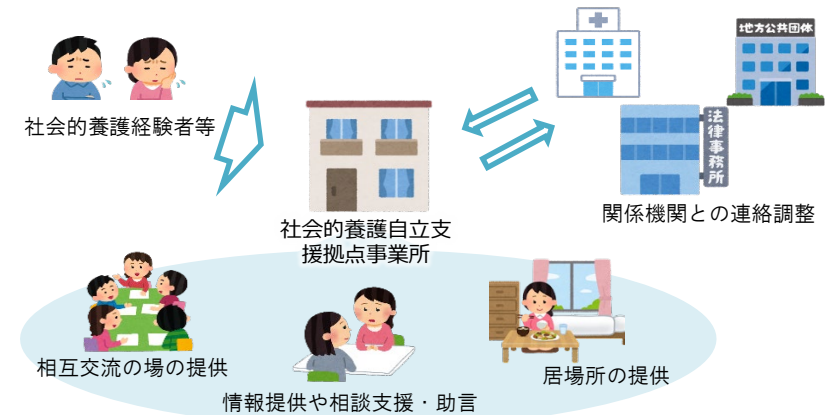 地方公共団体
社会的養護経験者等
法律事務所
関係機関との連絡調整
社会的養護自立支
援拠点事業所
相互交流の場の提供
居場所の提供
情報提供や相談支援・助言